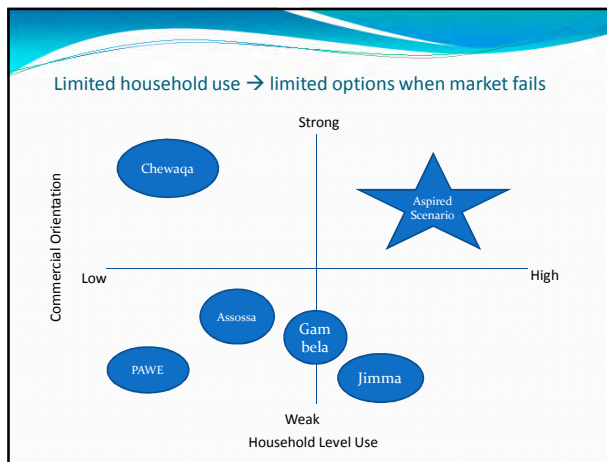 Limited household use → limited options when market fails
Strong
Chewaqa
Aspired
Scenario
Commercial Orientation
Low
High
Assossa
Gam
bela
PAWE
Jimma
Weak
Household Level Use